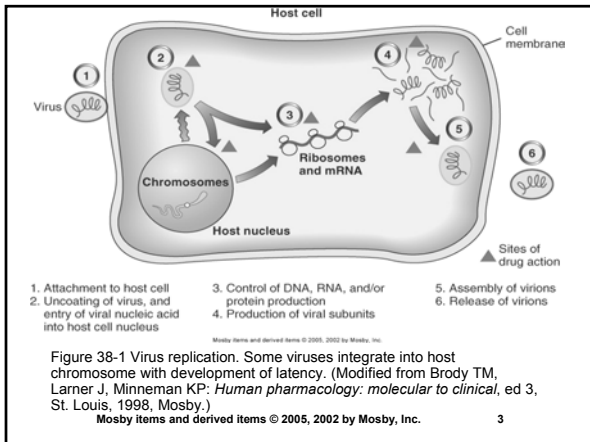 Host cell
Cell
membrane
1
2
3
4
5
6
Virus
Chromosomes
Ribosomes
and mRNA
Host nucleus
Sites of
drug action
1. Attachment to host cell
2. Uncoating of virus, and
entry of viral nucleic acid
into host cell nucleus
3. Control of DNA, RNA, and/or
protein production
4. Production of viral subunits
5. Assembly of virions
6. Release of virions
Mosby items and derived items © 2005, 2002 by Mosby, Inc.
Figure 38-1 Virus replication. Some viruses integrate into host
chromosome with development of latency. (Modified from Brody TM,
Larner J, Minneman KP: Human pharmacology: molecular to clinical, ed 3,
St. Louis, 1998, Mosby.)
Mosby items and derived items © 2005, 2002 by Mosby, Inc. 3